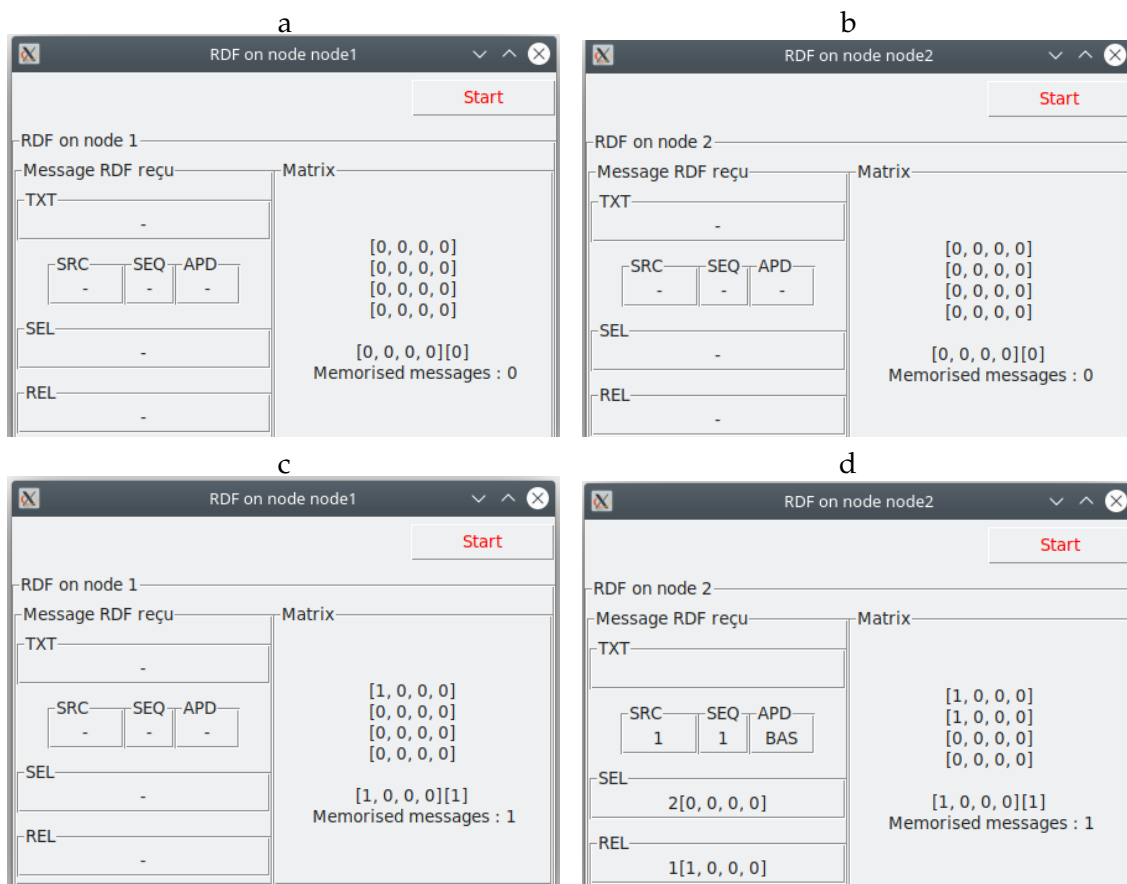 a
RDF on node node1
Start
RDF on node 1
Message RDF reçu
Matrix
TXT
-
SRC SEQ APD
- - -
SEL
-
REL
-
[0, 0, 0, 0]
[0, 0, 0, 0]
[0, 0, 0, 0]
[0, 0, 0, 0]
[0, 0, 0, 0][0]
Memorised messages : 0
b
RDF on node node2
Start
RDF on node 2
Message RDF reçu
Matrix
TXT
-
SRC SEQ APD
- - -
SEL
-
REL
-
[0, 0, 0, 0]
[0, 0, 0, 0]
[0, 0, 0, 0]
[0, 0, 0, 0]
[0, 0, 0, 0][0]
Memorised messages : 0
c
RDF on node node1
Start
RDF on node 1
Message RDF reçu
Matrix
TXT
-
SRC SEQ APD
- - -
SEL
-
REL
-
[1, 0, 0, 0]
[0, 0, 0, 0]
[0, 0, 0, 0]
[0, 0, 0, 0]
[1, 0, 0, 0][1]
Memorised messages : 1
d
RDF on node node2
Start
RDF on node 2
Message RDF reçu
Matrix
TXT
SRC SEQ APD
1 1 BAS
SEL
2[0, 0, 0, 0]
REL
1[1, 0, 0, 0]
[1, 0, 0, 0]
[1, 0, 0, 0]
[0, 0, 0, 0]
[0, 0, 0, 0]
[1, 0, 0, 0][1]
Memorised messages : 1